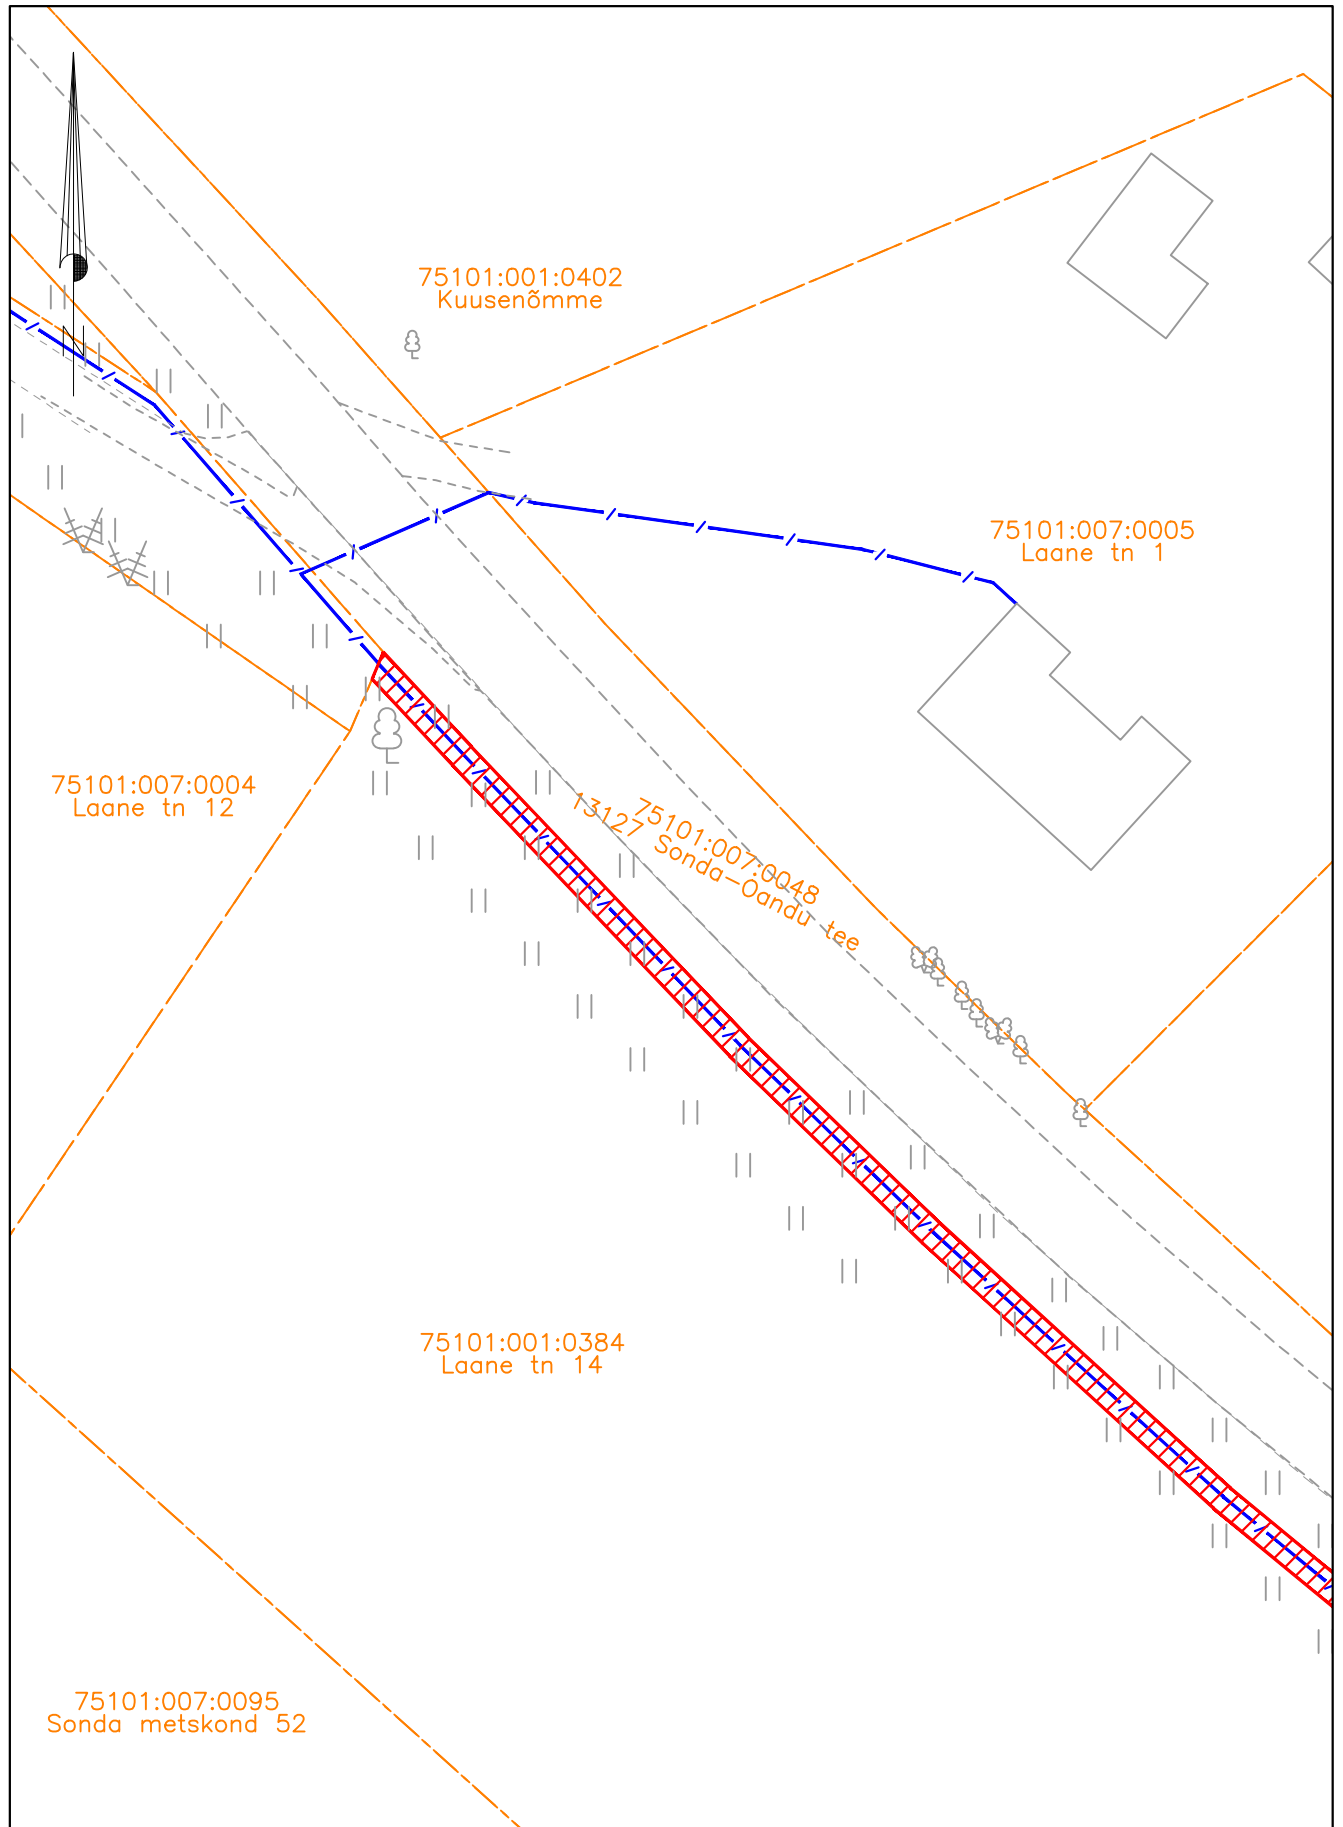 75101:001:0402
Kuusenõmme
N
75101:007:0005
Laane tn 1
75101:007:0004
Laane tn 12
75101:007:0048
13127 Sonda-Oandu tee
75101:001:0384
Laane tn 14
75101:007:0095
Sonda metskond 52